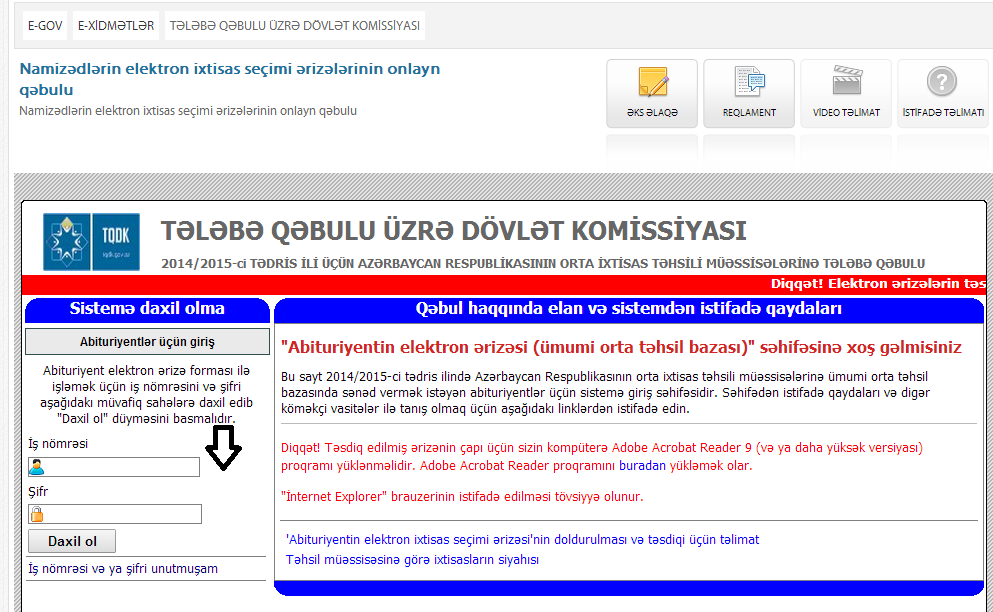 E-GOV
E-XİDMƏTLƏR
TƏLƏBƏ QƏBULU ÜZRƏ DÖVLƏT KOMİSSİYASI
Namizədlərin elektron ixtisas seçimi ərizələrinin onlayn
qəbulu
Namizədlərin elektron ixtisas seçimi ərizələrinin onlayn qəbulu
ƏKS ƏLAQƏ
REQLAMENT
VİDEO TƏLİMAT
İSTİFADƏ TƏLİMATI
TQDK
tqdk.gov.az
TƏLƏBƏ QƏBULU ÜZRƏ DÖVLƏT KOMİSSİYASI
2014/2015-ci TƏDRİS İLİ ÜÇÜN AZƏRBAYCAN RESPUBLİKASININ ORTA İXTİSAS TƏHSİLİ MÜƏSSİSƏLƏRİNƏ TƏLƏBƏ QƏBULU
Diqqət! Elektron ərizələrin təs
Sistemə daxil olma
Abituriyentlər üçün giriş
Abituriyent elektron ərizə forması ilə
işləmək üçün iş nömrəsini və şifri
aşağıdakı müvafiq sahələrə daxil edib
"Daxil ol" düyməsini basmalıdır.
İş nömrəsi
Şifr
Daxil ol
İş nömrəsi və ya şifri unutmuşam
Qəbul haqqında elan və sistemdən istifadə qaydaları
"Abituriyentin elektron ərizəsi (ümumi orta təhsil bazası)" səhifəsinə xoş gəlmisiniz
Bu sayt 2014/2015-ci tədris ilində Azərbaycan Respublikasının orta ixtisas təhsili müəssisələrinə ümumi orta təhsil
bazasında sənəd vermək istəyən abituriyentlər üçün sistemə giriş səhifəsidir. Səhifədən istifadə qaydaları və digər
köməkçi vasitələr ilə tanış olmaq üçün aşağıdakı linklərdən istifadə edin.
Diqqət! Təsdiq edilmiş ərizənin çapı üçün sizin kompüterə Adobe Acrobat Reader 9 (və ya daha yüksək versiyası)
proqramı yüklənməlidir. Adobe Acrobat Reader proqramını buradan yükləmək olar.
"İnternet Explorer" brauzerinin istifadə edilməsi tövsiyyə olunur.
'Abituriyentin elektron ixtisas seçimi ərizəsi'nin doldurulması və təsdiqi üçün təlimat
Təhsil müəssisəsinə görə ixtisasların siyahısı